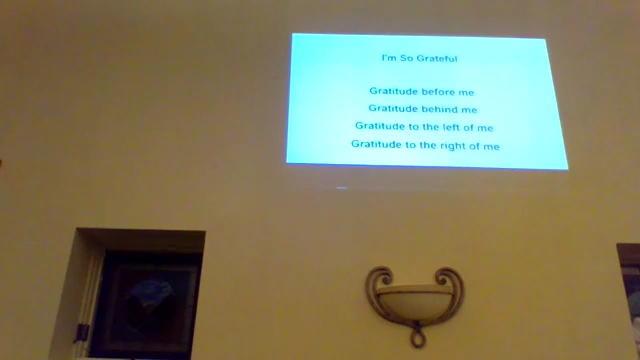 I'm So Grateful
Gratitude before me
Gratitude behind me
Gratitude to the left of me
Gratitude to the right of me